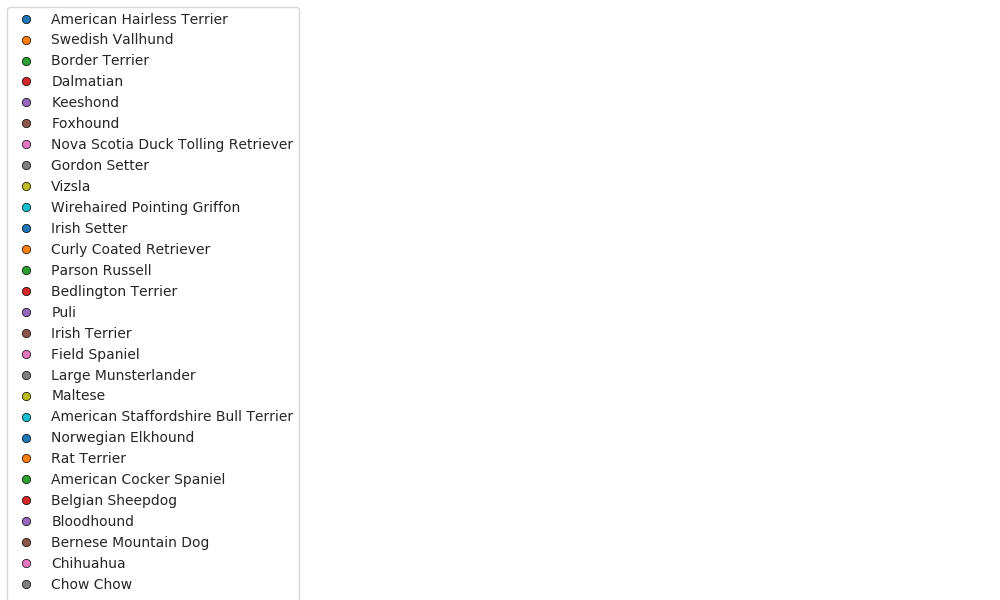 American Hairless Terrier
Swedish Vallhund
Border Terrier
Dalmatian
Keeshond
Foxhound
Nova Scotia Duck Tolling Retriever
Gordon Setter
Vizsla
Wirehaired Pointing Griffon
Irish Setter
Curly Coated Retriever
Parson Russell
Bedlington Terrier
Puli
Irish Terrier
Field Spaniel
Large Munsterlander
Maltese
American Staffordshire Bull Terrier
Norwegian Elkhound
Rat Terrier
American Cocker Spaniel
Belgian Sheepdog
Bloodhound
Bernese Mountain Dog
Chihuahua
Chow Chow